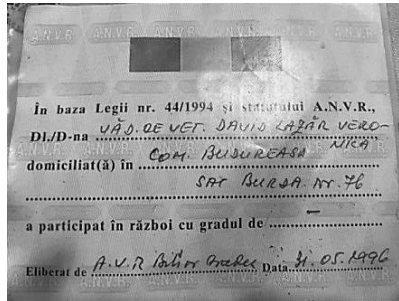 A.N.V.R. A.N.V.R. A.N.V.R. A.N.V.R.
În baza Legii nr. 44/1994 și statutului A.N.V.R.,
Dl./D-na VĂD. DE VET. DAVID LAZĂR VERO-
NICA
domiciliat(ă) în COM. BUDUREASA
SAT BURDA. Nr. 76
a participat în război cu gradul de –
Eliberat de A.V.R Bihor Data 31.05.1996